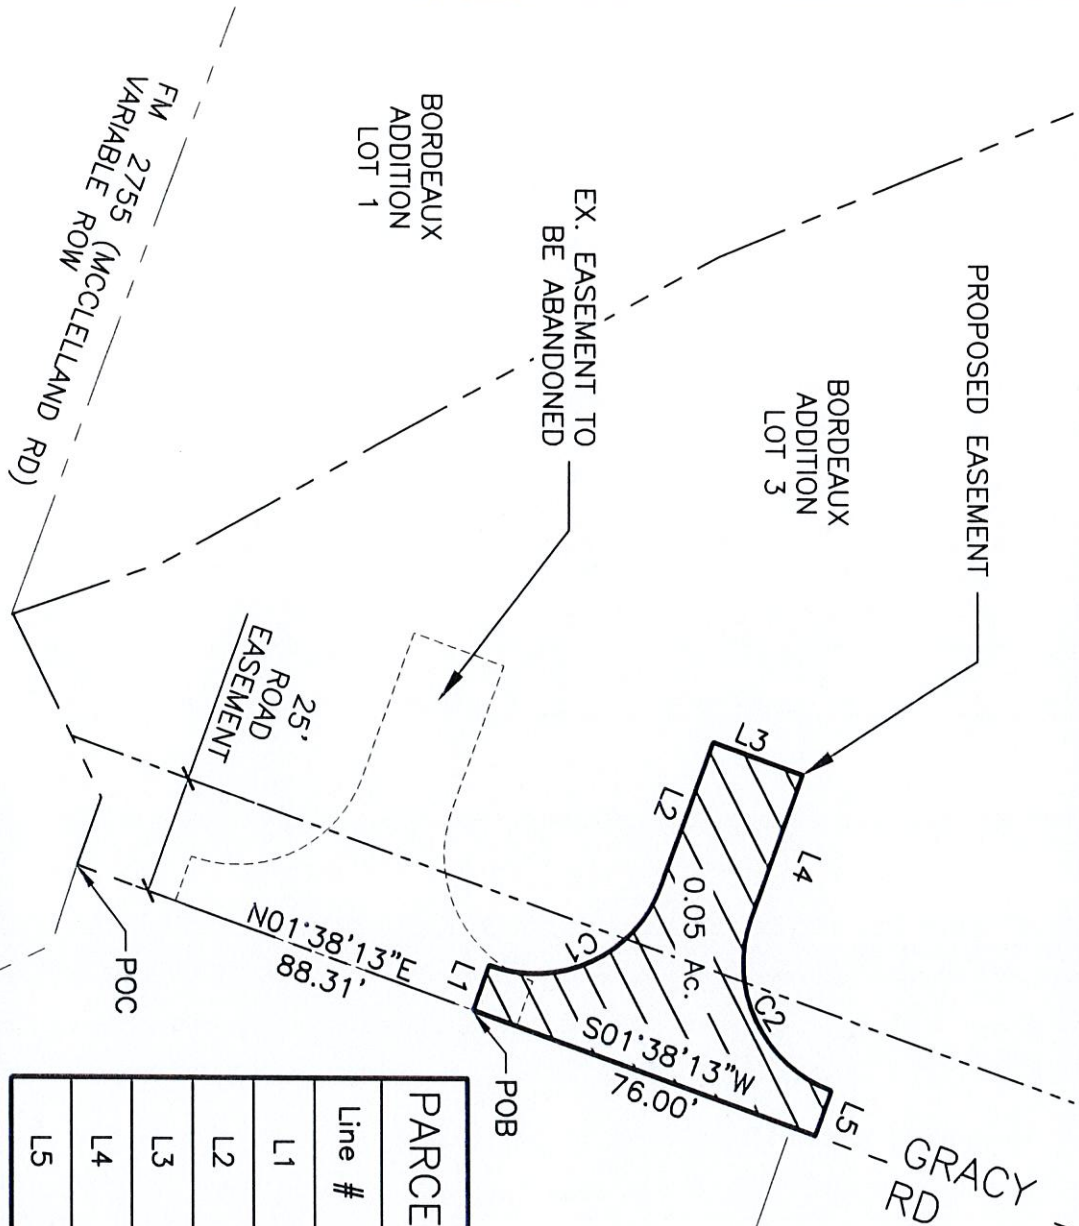 PROPOSED EASEMENT
BORDEAUX
ADDITION
LOT 3
EX. EASEMENT TO
BE ABANDONED
BORDEAUX
ADDITION
LOT 1
FM 2755 (MCCLELLAND RD)
VARIABLE ROW
25'
ROAD
EASEMENT
L3
L2
L4
0.05 Ac.
C1
C2
L1
L5
N01°38'13"E
88.31'
S01°38'13"W
76.00'
POC
POB
GRACY
RD
PARCE
Line #
L1
L2
L3
L4
L5